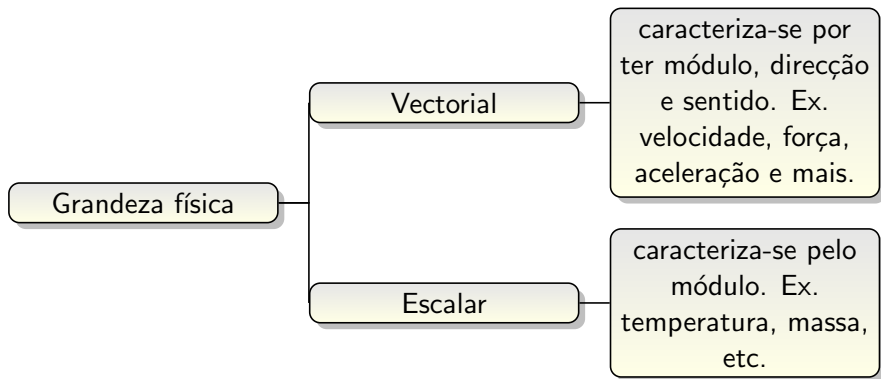 Grandeza física
Vectorial
caracteriza-se por
ter módulo, direcção
e sentido. Ex.
velocidade, força,
aceleração e mais.
Escalar
caracteriza-se pelo
módulo. Ex.
temperatura, massa,
etc.